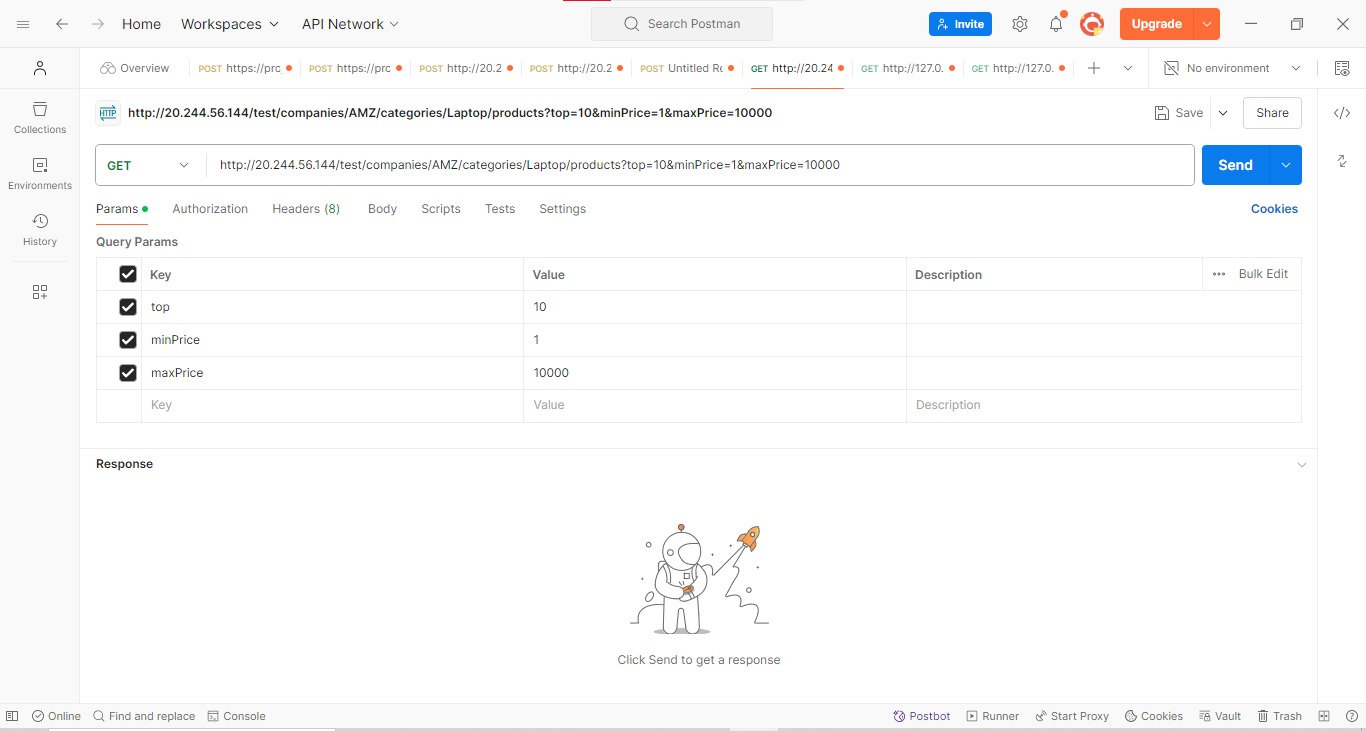 Home Workspaces API Network Search Postman Invite Upgrade
Overview POST https://prc POST https://prc POST http://20.2 POST http://20.2 POST Untitled Re GET http://20.24 GET http://127.0. GET http://127.0. No environment
HTTP http://20.244.56.144/test/companies/AMZ/categories/Laptop/products?top=10&minPrice=1&maxPrice=10000 Save Share
Collections
Environments
History
GET http://20.244.56.144/test/companies/AMZ/categories/Laptop/products?top=10&minPrice=1&maxPrice=10000 Send
Params Authorization Headers (8) Body Scripts Tests Settings Cookies
Query Params
Key Value Description Bulk Edit
top 10
minPrice 1
maxPrice 10000
Key Value Description
Response
Click Send to get a response
Online Find and replace Console Postbot Runner Start Proxy Cookies Vault Trash